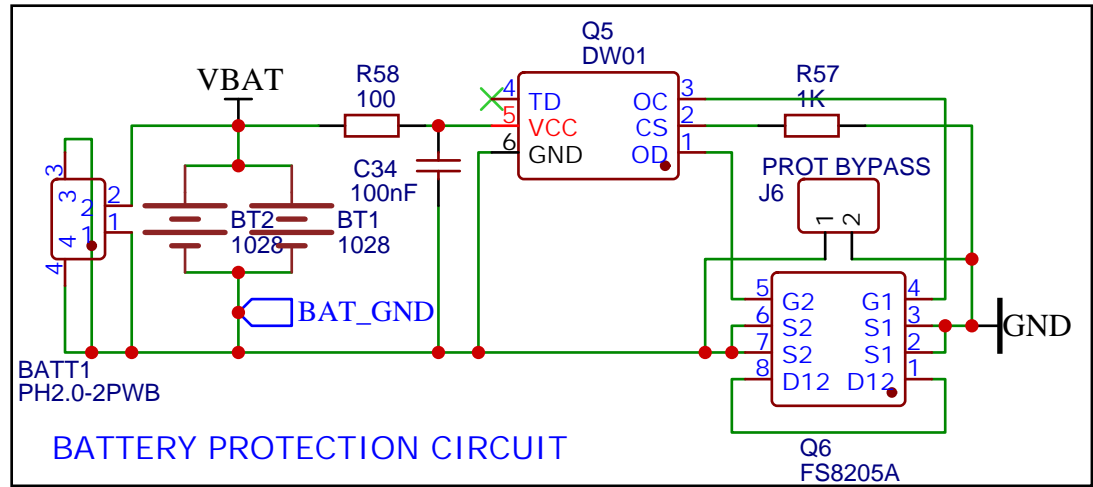 Q5
DW01
VBAT
R58
100
4
TD
OC
3
5
VCC
CS
2
6
GND
OD
1
R57
1K
C34
100nF
PROT BYPASS
J6
1
2
3
3
2
2
1
1
4
4
BT2
1028
BT1
1028
BAT_GND
BATT1
PH2.0-2PWB
5
G2
G1
4
6
S2
S1
3
7
S2
S1
2
8
D12
D12
1
GND
Q6
FS8205A
BATTERY PROTECTION CIRCUIT